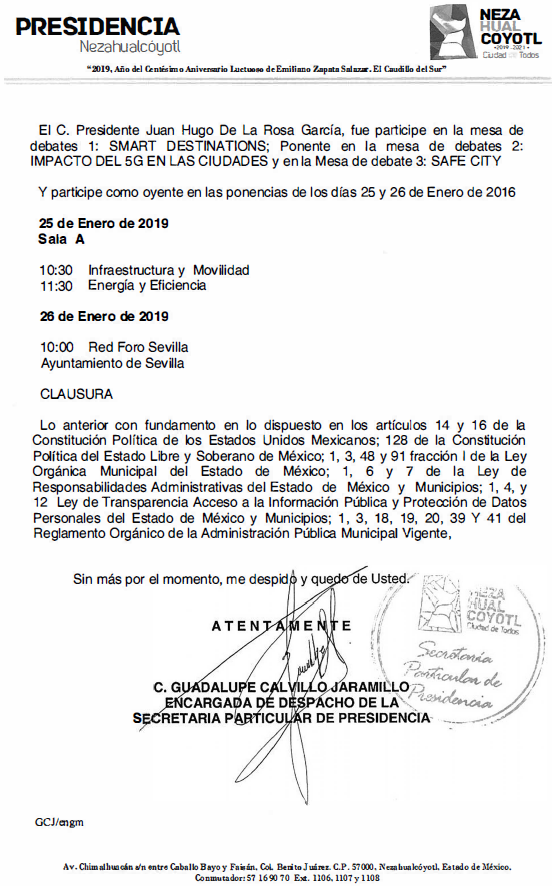 PRESIDENCIA
Nezahualcóyotl
NEZA
HUAL
COYOTL
•2019 - 2021•
Ciudad de Todos
"2019, Año del Centésimo Aniversario Luctuoso de Emiliano Zapata Salazar. El Caudillo del Sur"
El C. Presidente Juan Hugo De La Rosa García, fue participe en la mesa de
debates 1: SMART DESTINATIONS; Ponente en la mesa de debates 2:
IMPACTO DEL 5G EN LAS CIUDADES y en la Mesa de debate 3: SAFE CITY
Y participe como oyente en las ponencias de los días 25 y 26 de Enero de 2016
25 de Enero de 2019
Sala A
10:30 Infraestructura y Movilidad
11:30 Energía y Eficiencia
26 de Enero de 2019
10:00 Red Foro Sevilla
Ayuntamiento de Sevilla
CLAUSURA
Lo anterior con fundamento en lo dispuesto en los artículos 14 y 16 de la
Constitución Política de los Estados Unidos Mexicanos; 128 de la Constitución
Política del Estado Libre y Soberano de México; 1, 3, 48 y 91 fracción I de la Ley
Orgánica Municipal del Estado de México; 1, 6 y 7 de la Ley de
Responsabilidades Administrativas del Estado de México y Municipios; 1, 4, y
12 Ley de Transparencia Acceso a la Información Pública y Protección de Datos
Personales del Estado de México y Municipios; 1, 3, 18, 19, 20, 39 Y 41 del
Reglamento Orgánico de la Administración Pública Municipal Vigente,
Sin más por el momento, me despido y quedo de Usted.
NEZA
HUAL
COYOTL
Ciudad de Todos
Secretaría
Particular de
Presidencia
ATENTAMENTE
C. GUADALUPE CALVILLO JARAMILLO
ENCARGADA DE DESPACHO DE LA
SECRETARIA PARTICULAR DE PRESIDENCIA
GCJ/engm
Av. Chimalhuacán s/n entre Caballo Bayo y Faisán, Col. Benito Juárez. C.P. 57000. Nezahualcóyotl, Estado de México.
Conmutador: 57 16 90 70 Ext. 1106, 1107 y 1108